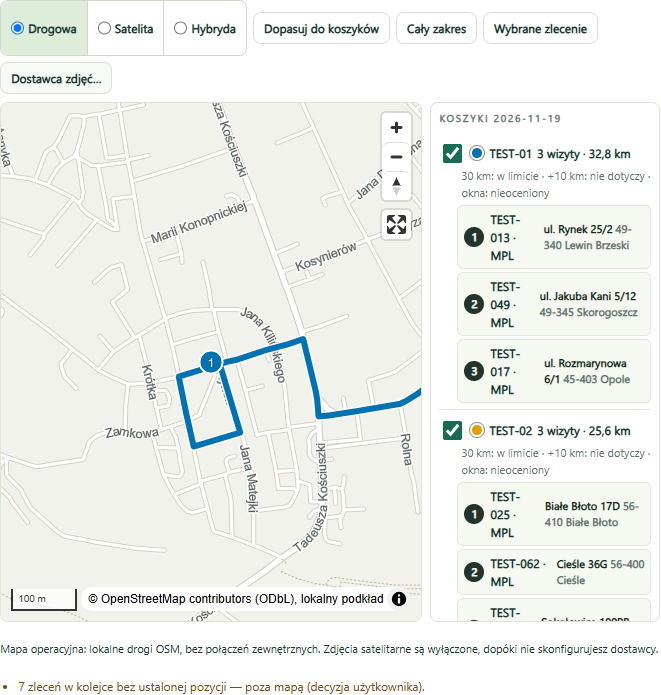 Drogowa
Satelita
Hybryda
Dopasuj do koszyków
Cały zakres
Wybrane zlecenie
Dostawca zdjęć...
Marii Konopnickiej
Kosynierów
Jana Kilińskiego
Krótka
Zamkowa
Jana Matejki
Tadeusza Kościuszki
Rolna
1
100 m
© OpenStreetMap contributors (ODbL), lokalny podkład
KOSZYKI 2026-11-19
TEST-01 3 wizyty · 32,8 km
30 km: w limicie · +10 km: nie dotyczy ·
okna: nieoceniony
1
TEST-
013 ·
MPL
ul. Rynek 25/2 49-
340 Lewin Brzeski
2
TEST-
049 ·
MPL
ul. Jakuba Kani 5/12
49-345 Skorogoszcz
3
TEST-
017 ·
MPL
ul. Rozmarynowa
6/1 45-403 Opole
TEST-02 3 wizyty · 25,6 km
30 km: w limicie · +10 km: nie dotyczy ·
okna: nieoceniony
1
TEST-
025 ·
MPL
Białe Błoto 17D 56-
410 Białe Błoto
2
TEST-062 ·
MPL
Cieśle 36G 56-400
Cieśle
TEST-
Mapa operacyjna: lokalne drogi OSM, bez połączeń zewnętrznych. Zdjęcia satelitarne są wyłączone, dopóki nie skonfigurujesz dostawcy.
7 zleceń w kolejce bez ustalonej pozycji — poza mapą (decyzja użytkownika).